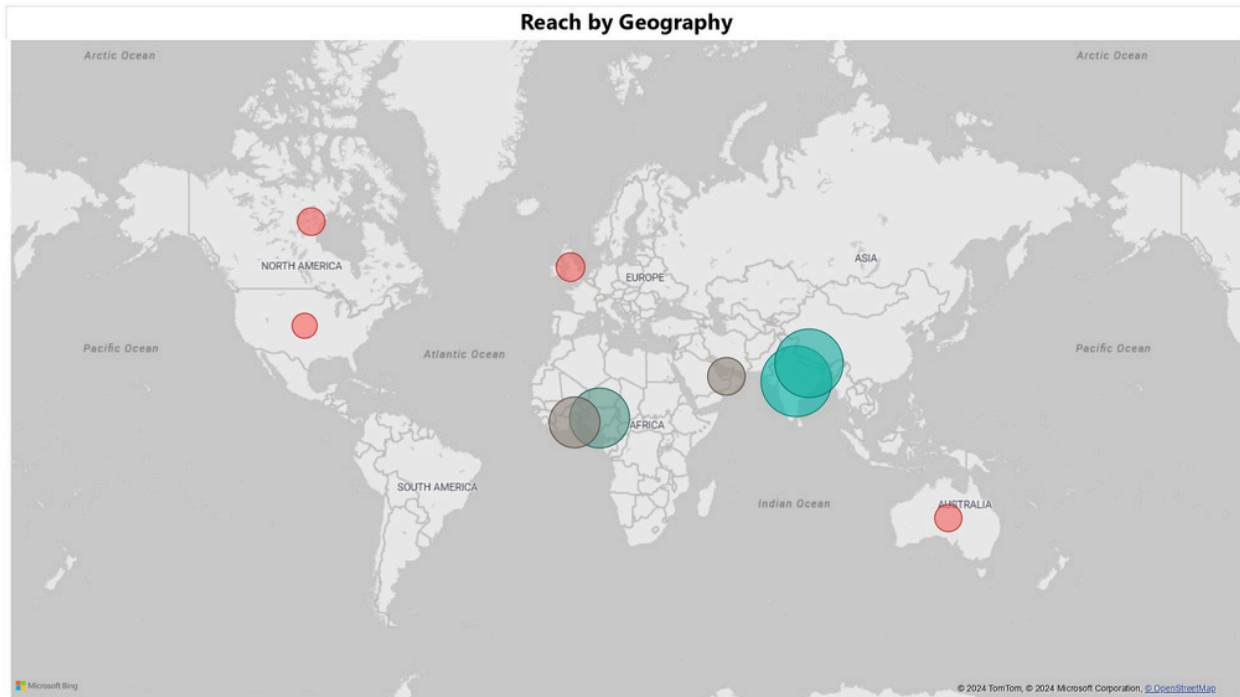 Reach by Geography
Arctic Ocean
Arctic Ocean
NORTH AMERICA
EUROPE
ASIA
Pacific Ocean
Atlantic Ocean
Pacific Ocean
AFRICA
SOUTH AMERICA
Indian Ocean
AUSTRALIA
Microsoft Bing
© 2024 TomTom, © 2024 Microsoft Corporation, © OpenStreetMap